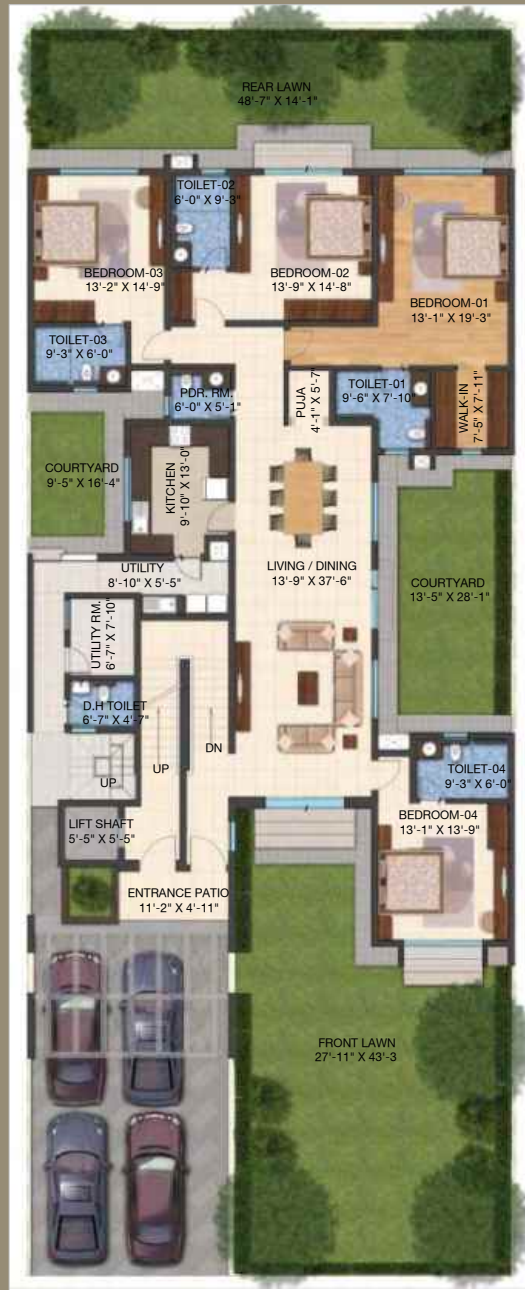 REAR LAWN
48'-7" X 14'-1"
TOILET-02
6'-0" X 9'-3"
BEDROOM-03
13'-2" X 14'-9"
BEDROOM-02
13'-9" X 14'-8"
BEDROOM-01
13'-1" X 19'-3"
TOILET-03
9'-3" X 6'-0"
PDR. RM.
6'-0" X 5'-1"
PUJA
4'-1" X 5'-7"
TOILET-01
9'-6" X 7'-10"
WALK-IN
7'-5" X 7'-11"
COURTYARD
9'-5" X 16'-4"
KITCHEN
9'-10" X 13'-0"
LIVING / DINING
13'-9" X 37'-6"
COURTYARD
13'-5" X 28'-1"
UTILITY
8'-10" X 5'-5"
UTILITY RM.
6'-7" X 7'-10"
D.H TOILET
6'-7" X 4'-7"
UP
UP
DN
TOILET-04
9'-3" X 6'-0"
BEDROOM-04
13'-1" X 13'-9"
LIFT SHAFT
5'-5" X 5'-5"
ENTRANCE PATIO
11'-2" X 4'-11"
FRONT LAWN
27'-11" X 43'-3